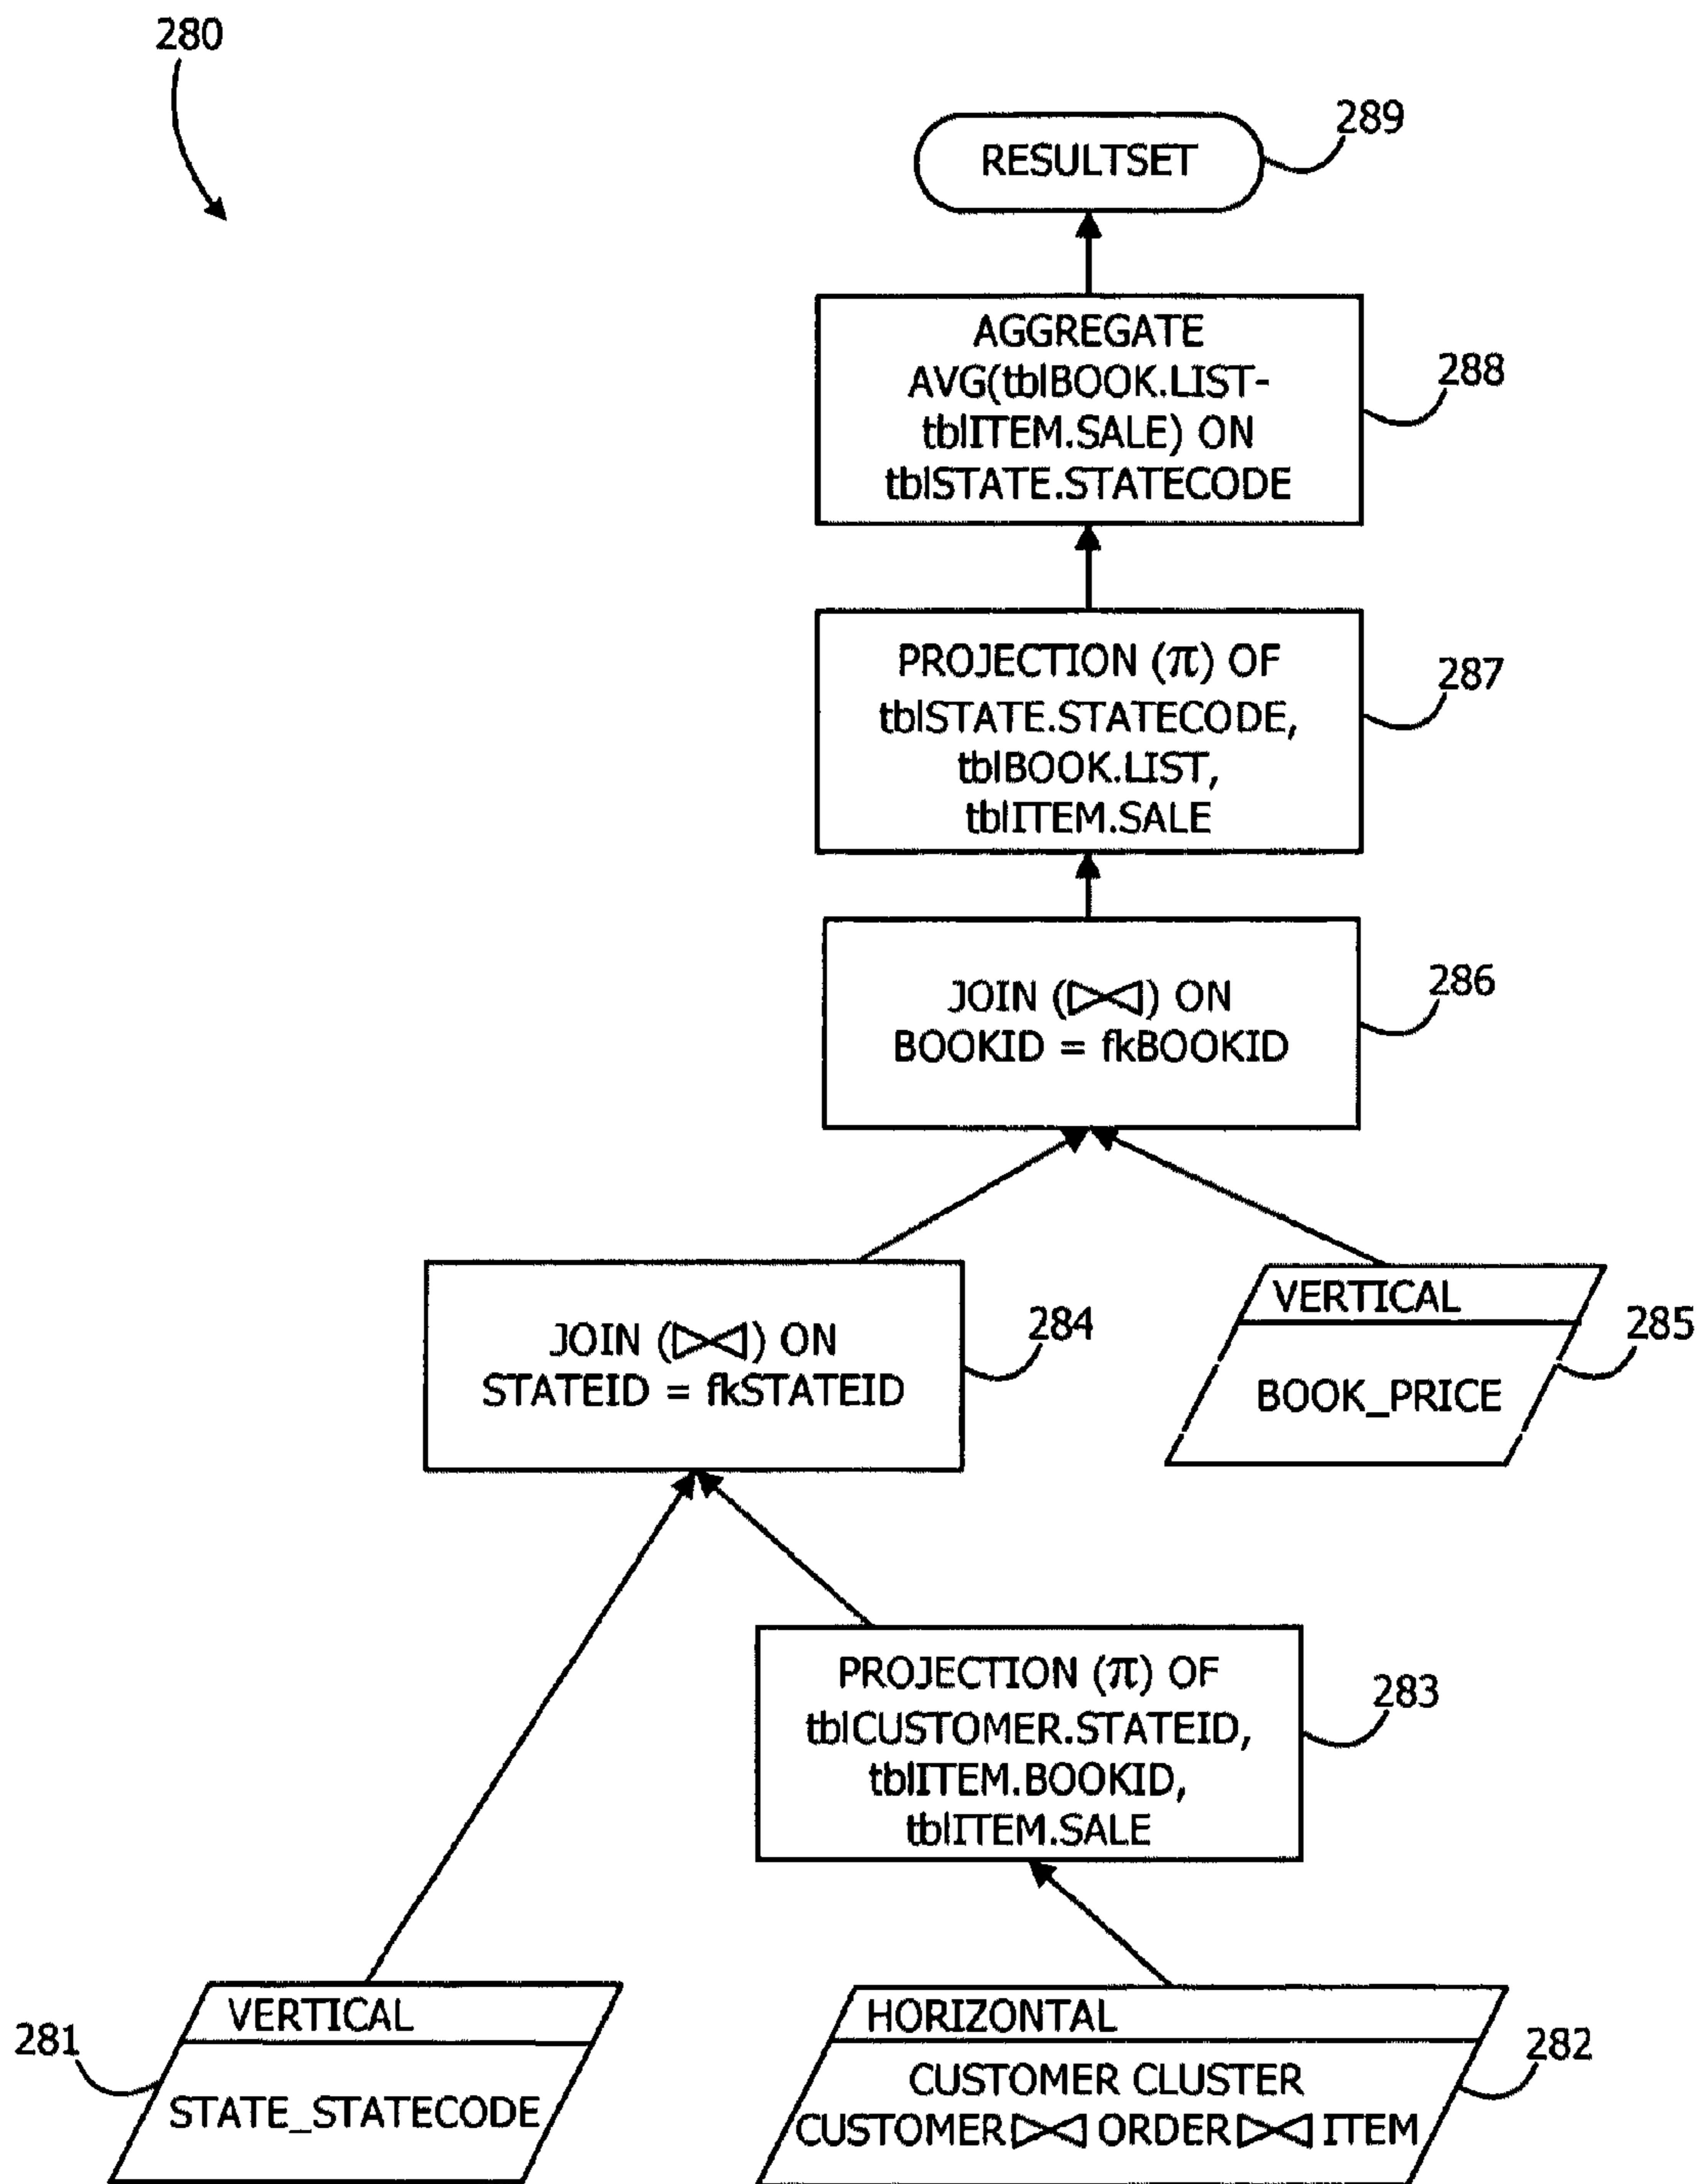 280
RESULTSET
289
AGGREGATE
AVG(tblBOOK.LIST-
tblITEM.SALE) ON
tblSTATE.STATECODE
288
PROJECTION (π) OF
tblSTATE.STATECODE,
tblBOOK.LIST,
tblITEM.SALE
287
JOIN (▷◁) ON
BOOKID = fkBOOKID
286
JOIN (▷◁) ON
STATEID = fkSTATEID
284
VERTICAL
BOOK_PRICE
285
PROJECTION (π) OF
tblCUSTOMER.STATEID,
tblITEM.BOOKID,
tblITEM.SALE
283
VERTICAL
STATE_STATECODE
281
HORIZONTAL
CUSTOMER CLUSTER
CUSTOMER ▷◁ ORDER ▷◁ ITEM
282